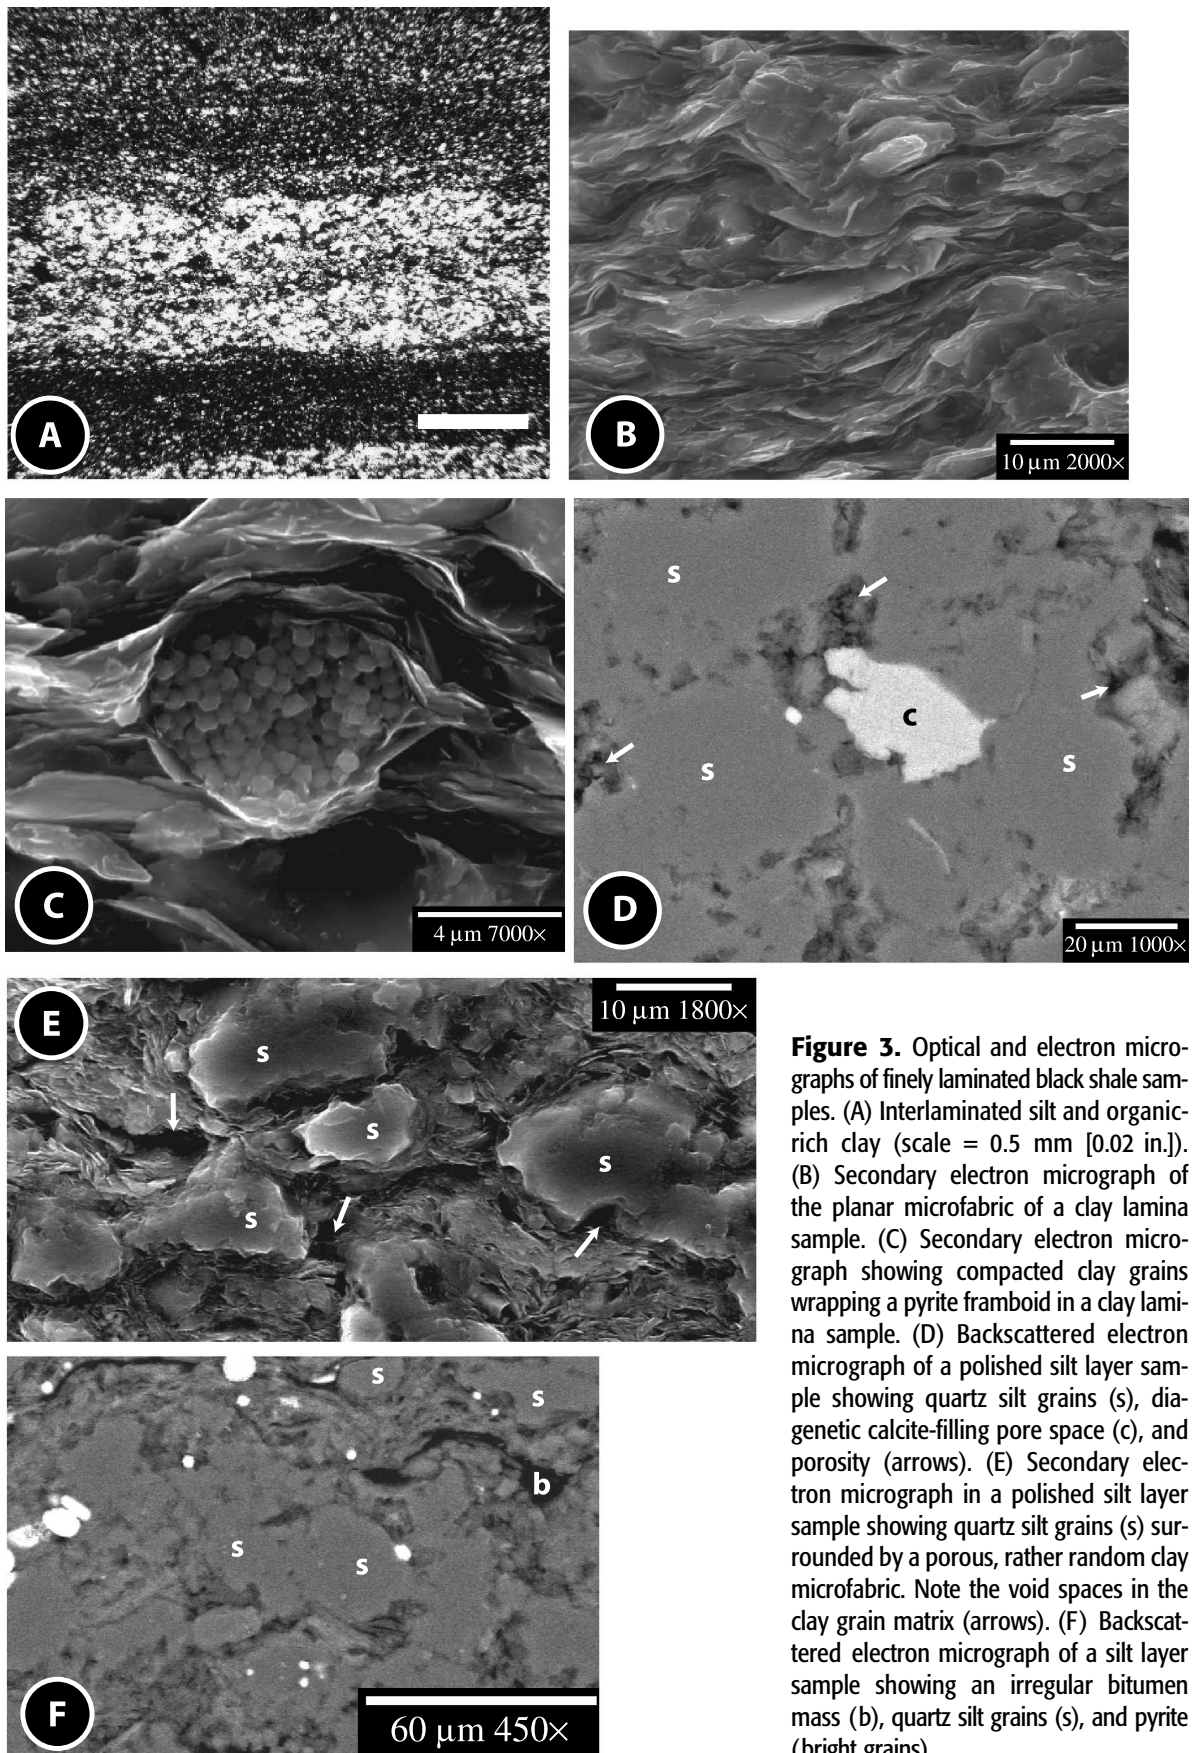 A
B
10 µm 2000×
C
4 µm 7000×
s
c
s
s
D
20 µm 1000×
E
10 µm 1800×
s
s
s
s
s
s
b
s
s
F
60 µm 450×
Figure 3. Optical and electron micro-
graphs of finely laminated black shale sam-
ples. (A) Interlaminated silt and organic-
rich clay (scale = 0.5 mm [0.02 in.]).
(B) Secondary electron micrograph of
the planar microfabric of a clay lamina
sample. (C) Secondary electron micro-
graph showing compacted clay grains
wrapping a pyrite framboid in a clay lami-
na sample. (D) Backscattered electron
micrograph of a polished silt layer sam-
ple showing quartz silt grains (s), dia-
genetic calcite-filling pore space (c), and
porosity (arrows). (E) Secondary elec-
tron micrograph in a polished silt layer
sample showing quartz silt grains (s) sur-
rounded by a porous, rather random clay
microfabric. Note the void spaces in the
clay grain matrix (arrows). (F) Backscat-
tered electron micrograph of a silt layer
sample showing an irregular bitumen
mass (b), quartz silt grains (s), and pyrite
(bright grains).